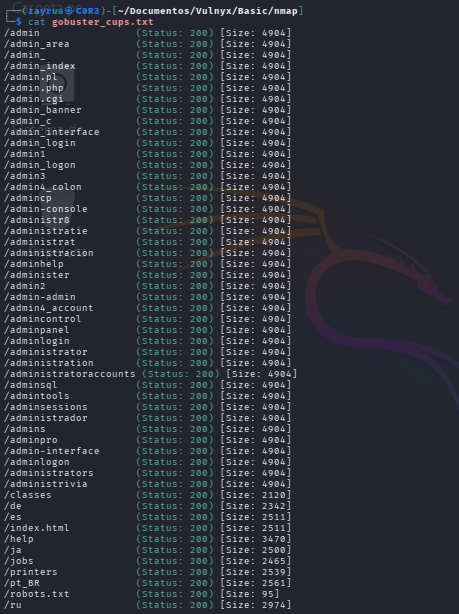 ┌──(zayrus㉿C0R3)-[~/Documentos/Vulnyx/Basic/nmap]
└─$ cat gobuster_cups.txt
/admin (Status: 200) [Size: 4904]
/admin_area (Status: 200) [Size: 4904]
/admin_ (Status: 200) [Size: 4904]
/admin_index (Status: 200) [Size: 4904]
/admin.pl (Status: 200) [Size: 4904]
/admin.php (Status: 200) [Size: 4904]
/admin.cgi (Status: 200) [Size: 4904]
/admin_banner (Status: 200) [Size: 4904]
/admin_c (Status: 200) [Size: 4904]
/admin_interface (Status: 200) [Size: 4904]
/admin_login (Status: 200) [Size: 4904]
/admin1 (Status: 200) [Size: 4904]
/admin_logon (Status: 200) [Size: 4904]
/admin3 (Status: 200) [Size: 4904]
/admin4_colon (Status: 200) [Size: 4904]
/admincp (Status: 200) [Size: 4904]
/admin-console (Status: 200) [Size: 4904]
/administr8 (Status: 200) [Size: 4904]
/administratie (Status: 200) [Size: 4904]
/administrat (Status: 200) [Size: 4904]
/administracion (Status: 200) [Size: 4904]
/adminhelp (Status: 200) [Size: 4904]
/administer (Status: 200) [Size: 4904]
/admin2 (Status: 200) [Size: 4904]
/admin-admin (Status: 200) [Size: 4904]
/admin4_account (Status: 200) [Size: 4904]
/admincontrol (Status: 200) [Size: 4904]
/adminpanel (Status: 200) [Size: 4904]
/adminlogin (Status: 200) [Size: 4904]
/administrator (Status: 200) [Size: 4904]
/administration (Status: 200) [Size: 4904]
/administratoraccounts (Status: 200) [Size: 4904]
/adminsql (Status: 200) [Size: 4904]
/admintools (Status: 200) [Size: 4904]
/adminsessions (Status: 200) [Size: 4904]
/administrador (Status: 200) [Size: 4904]
/admins (Status: 200) [Size: 4904]
/adminpro (Status: 200) [Size: 4904]
/admin-interface (Status: 200) [Size: 4904]
/adminlogon (Status: 200) [Size: 4904]
/administrators (Status: 200) [Size: 4904]
/administrivia (Status: 200) [Size: 4904]
/classes (Status: 200) [Size: 2120]
/de (Status: 200) [Size: 2342]
/es (Status: 200) [Size: 2511]
/index.html (Status: 200) [Size: 2511]
/help (Status: 200) [Size: 3470]
/ja (Status: 200) [Size: 2500]
/jobs (Status: 200) [Size: 2465]
/printers (Status: 200) [Size: 2539]
/pt_BR (Status: 200) [Size: 2561]
/robots.txt (Status: 200) [Size: 95]
/ru (Status: 200) [Size: 2974]